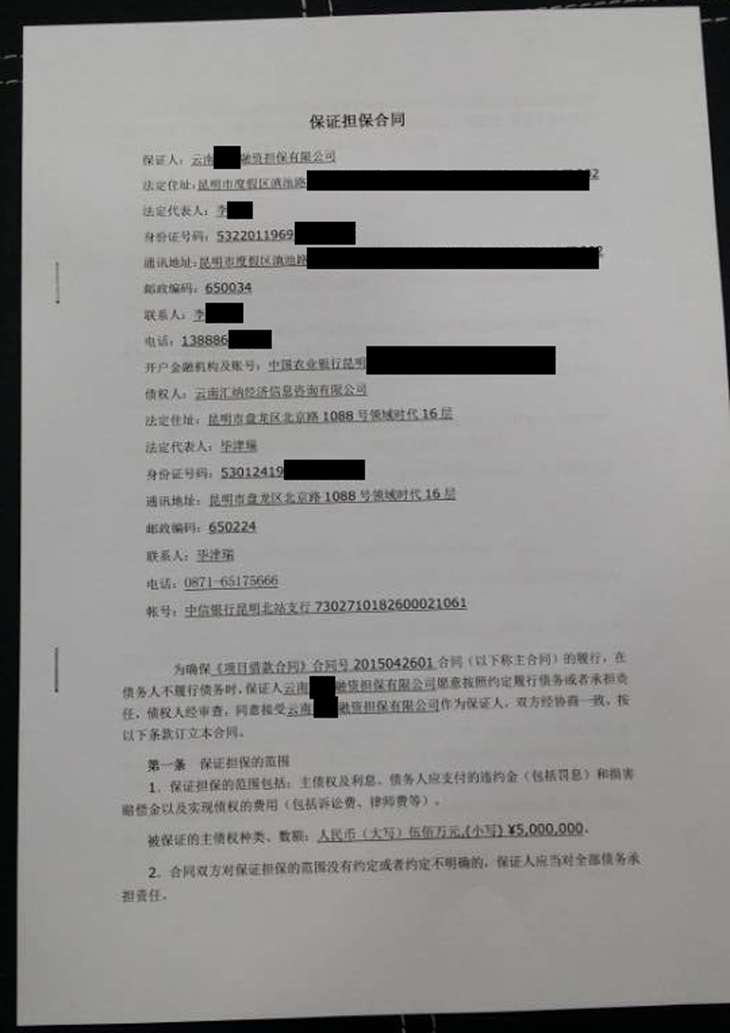 保证担保合同
保证人：云南 融资担保有限公司
法定住址：昆明市度假区滇池路 2
法定代表人：李
身份证号码：5322011969
通讯地址：昆明市度假区滇池路
邮政编码：650034
联系人：李
电话：138886
开户金融机构及账号：中国农业银行昆明
债权人：云南汇纳经济信息咨询有限公司
法定住址：昆明市盘龙区北京路 1088 号领域时代 16 层
法定代表人：毕津瑞
身份证号码：53012419
通讯地址：昆明市盘龙区北京路 1088 号领域时代 16 层
邮政编码：650224
联系人：毕津瑞
电话：0871-65175666
帐号：中信银行昆明北站支行 7302710182600021061
为确保《项目借款合同》合同号 2015042601 合同（以下称主合同）的履行，在
债务人不履行债务时，保证人云南 融资担保有限公司愿意按照约定履行债务或者承担责
任，债权人经审查，同意接受云南 融资担保有限公司作为保证人，双方经协商一致，按
以下条款订立本合同。
第一条 保证担保的范围
1．保证担保的范围包括：主债权及利息、债务人应支付的违约金（包括罚息）和损害
赔偿金以及实现债权的费用（包括诉讼费、律师费等）。
被保证的主债权种类、数额：人民币（大写）伍佰万元,(小写) ¥5,000,000、
2．合同双方对保证担保的范围没有约定或者约定不明确的，保证人应当对全部债务承
担责任。